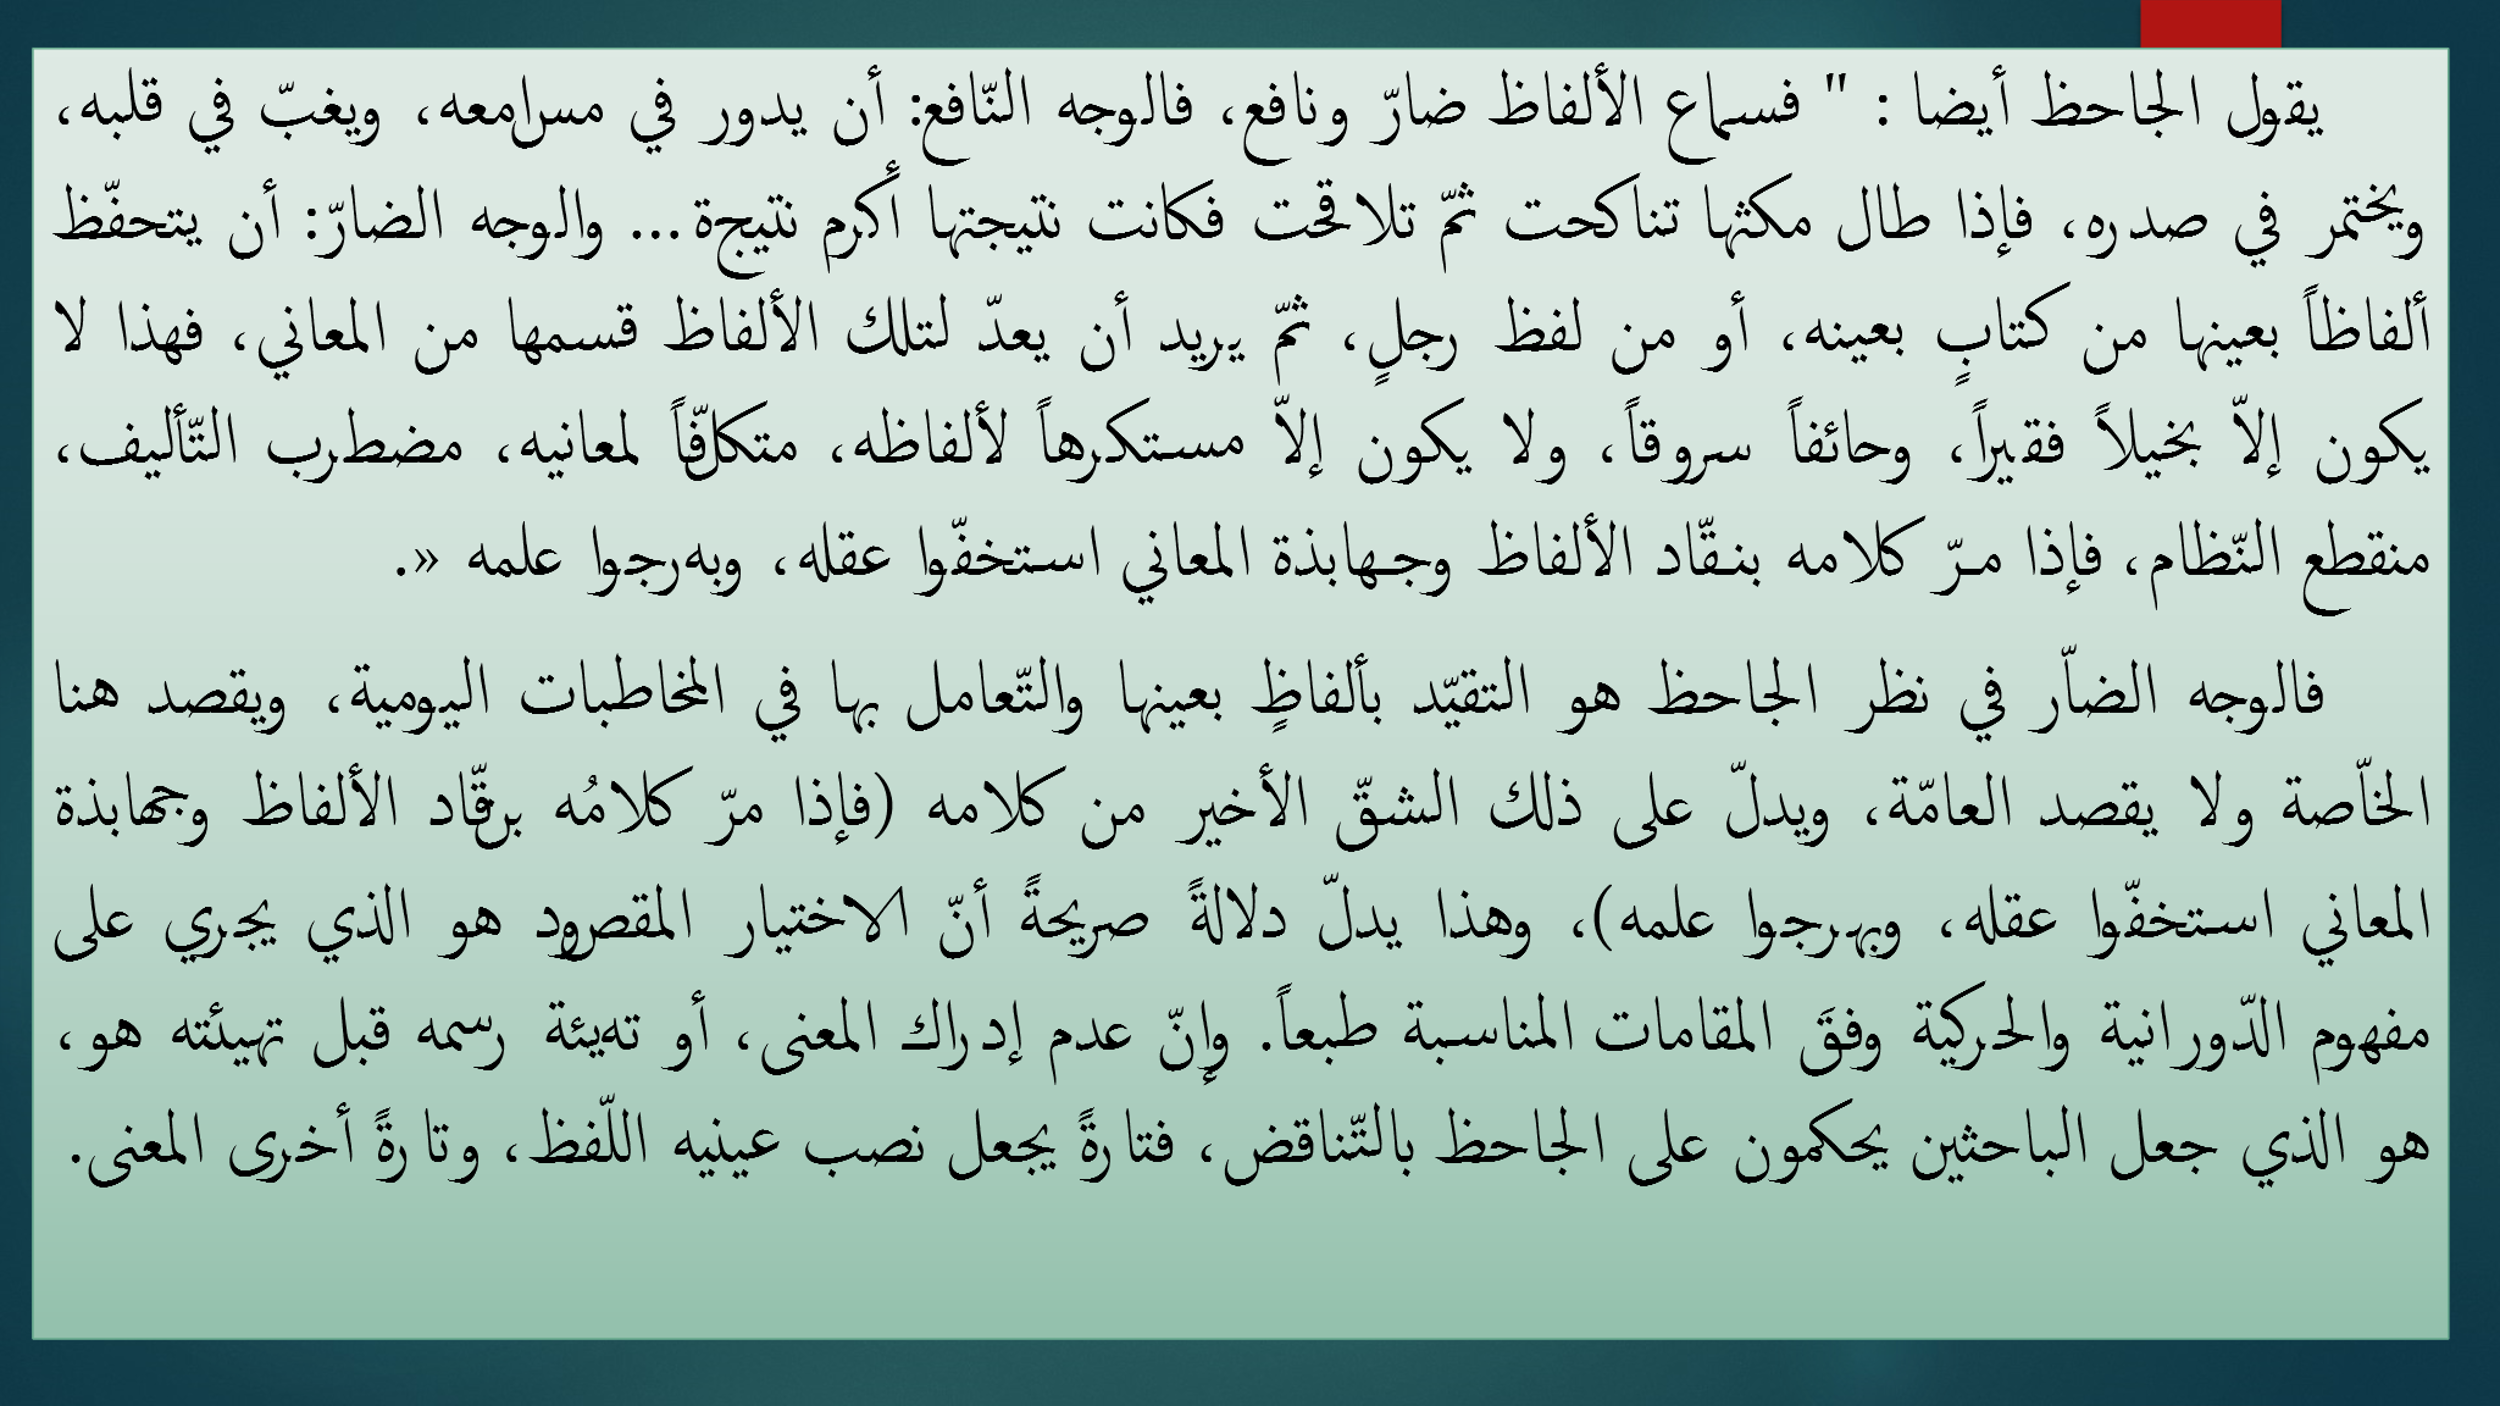 يقول الجاحظ أيضا : " فسماع الألفاظ ضارّ ونافع، فالوجه النّافع: أن يدور في مسامعه، ويغبّ في قلبه،
ويختمر في صدره، فإذا طال مكثها تناكحت ثمّ تلاقحت فكانت نتيجتها أكرم نتيجة... والوجه الضارّ: أن يتحفّظ
ألفاظاً بعينها من كتابٍ بعينه، أو من لفظ رجلٍ، ثمّ يريد أن يعدّ لتلك الألفاظ قسمها من المعاني، فهذا لا
يكون إلاّ بخيلاً فقيراً، وحائفاً سروقاً، ولا يكون إلاّ مستكرهاً لألفاظه، متكلّفاً لمعانيه، مضطرب التّأليف،
منقطع النّظام، فإذا مرّ كلامه بنقّاد الألفاظ وجهابذة المعاني استخفّوا عقله، وبهرجوا علمه «.
فالوجه الضاّر في نظر الجاحظ هو التقيّد بألفاظٍ بعينها والتّعامل بها في المخاطبات اليومية، ويقصد هنا
الخاّصة ولا يقصد العامّة، ويدلّ على ذلك الشقّ الأخير من كلامه (فإذا مرّ كلامُه برقّاد الألفاظ وجهابذة
المعاني استخفّوا عقله، وبهرجوا علمه)، وهذا يدلّ دلالةً صريحةً أنّ الاختيار المقصود هو الذي يجري على
مفهوم الدّورانية والحركية وفقَ المقامات المناسبة طبعاً. وإنّ عدم إدراك المعنى، أو تهيئة رسمه قبل تهيئته هو،
هو الذي جعل الباحثين يحكمون على الجاحظ بالتّناقض، فتارةً يجعل نصب عينيه اللّفظ، وتارةً أخرى المعنى.